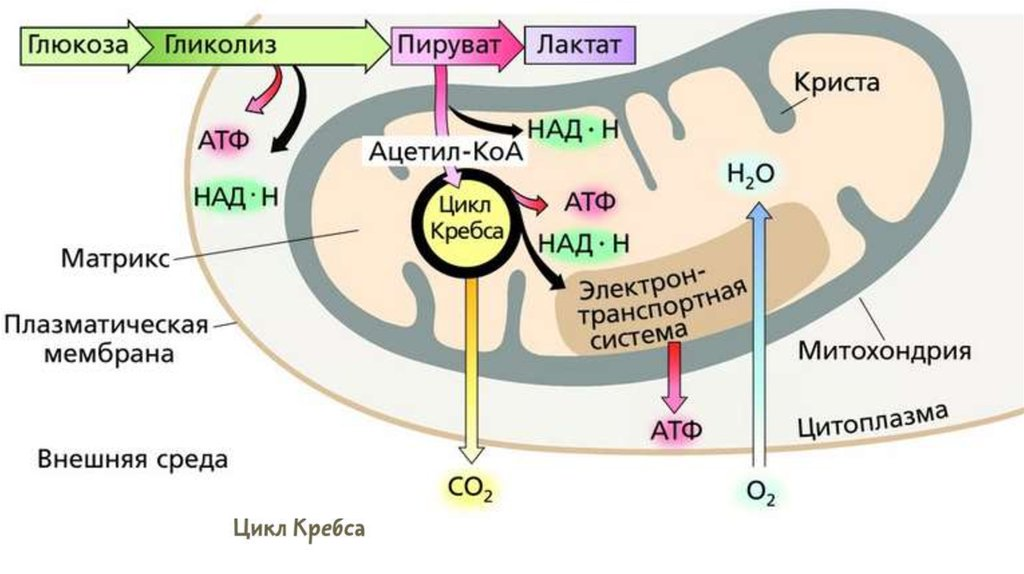 Глюкоза
Гликолиз
Пируват
Лактат
Криста
АТФ
НАД · Н
НАД · Н
Ацетил-КоА
H₂O
Цикл
Кребса
АТФ
НАД · Н
Матрикс
Электрон-
транспортная
система
Плазматическая
мембрана
Митохондрия
АТФ
Цитоплазма
Внешняя среда
CO₂
O₂
Цикл Кребса